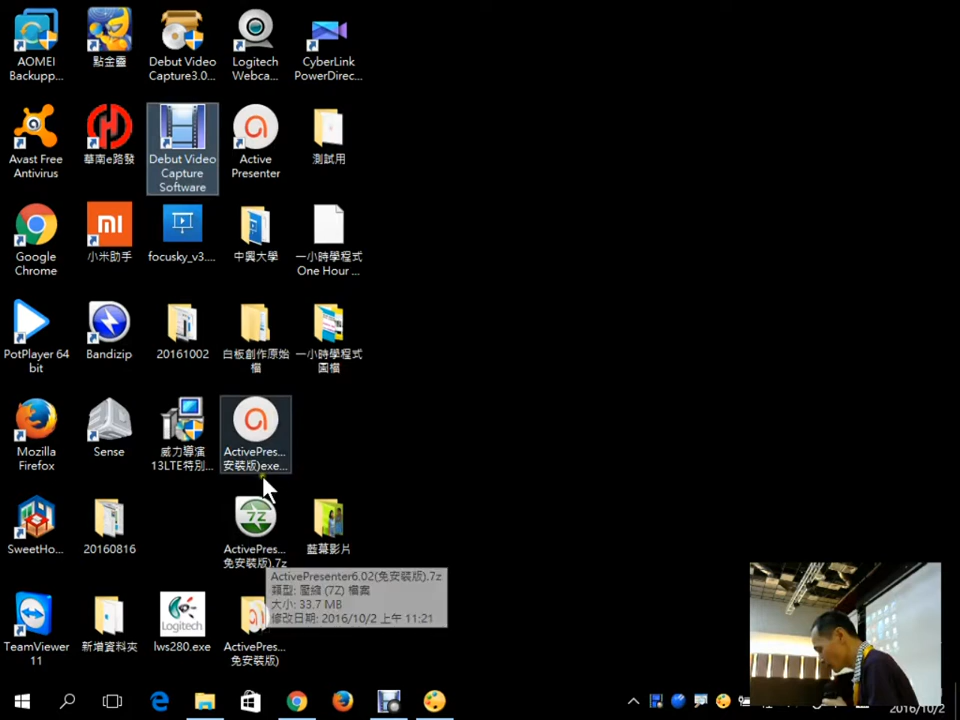 AOMEI
Backupp...
點金靈
Debut Video
Capture3.0...
Logitech
Webca...
CyberLink
PowerDirec...
Avast Free
Antivirus
華南e路發
Debut Video
Capture
Software
Active
Presenter
測試用
Google
Chrome
小米助手
focusky_v3....
中興大學
一小時學程式
One Hour ...
PotPlayer 64
bit
Bandizip
20161002
白板創作原始
檔
一小時學程式
圖檔
Mozilla
Firefox
Sense
威力導演
13LTE特別...
ActivePres...
安裝版)exe...
SweetHo...
20160816
7Z
ActivePres...
免安裝版).7z
藍幕影片
ActivePresenter6.02(免安裝版).7z
類型: 壓縮 (7Z) 檔案
大小: 33.7 MB
修改日期: 2016/10/2 上午 11:21
TeamViewer
11
新增資料夾
Logitech
lws280.exe
ActivePres...
免安裝版)
2016/10/2